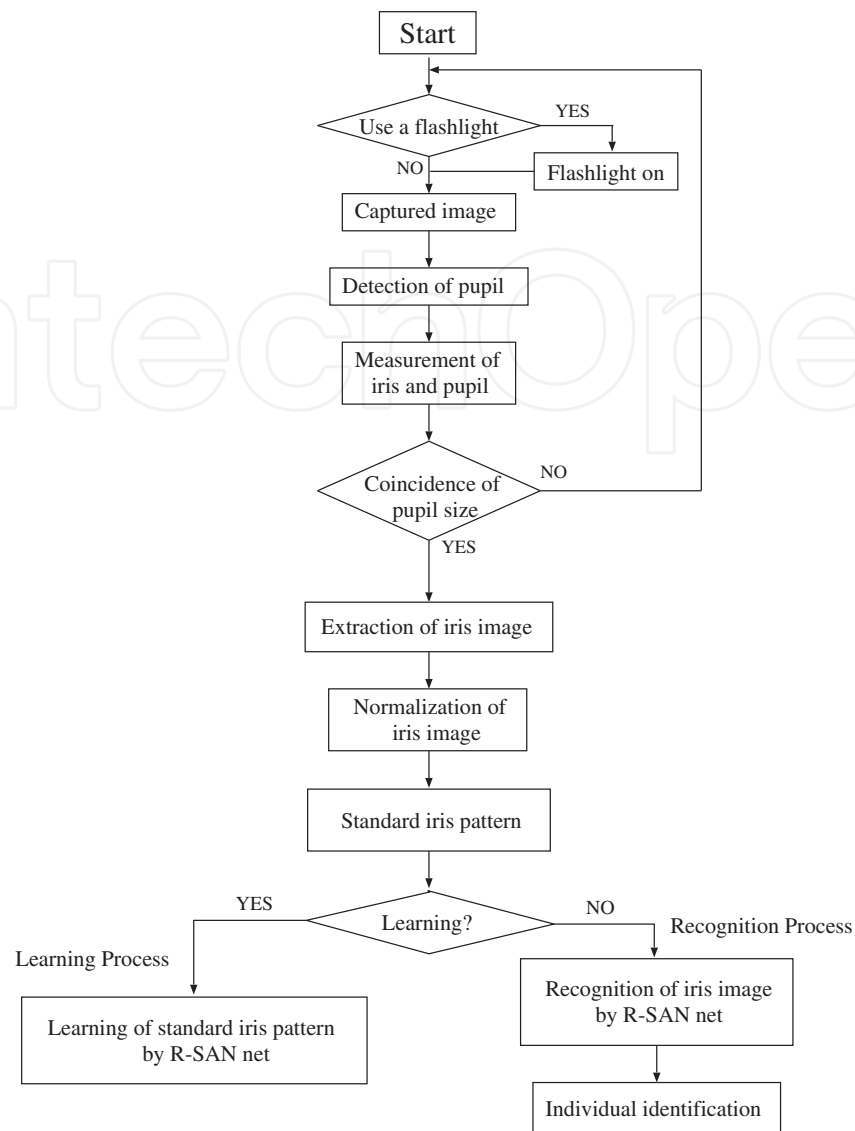 Start
Use a flashlight
YES
NO
Flashlight on
Captured image
Detection of pupil
Measurement of
iris and pupil
Coincidence of
pupil size
NO
YES
Extraction of iris image
Normalization of
iris image
Standard iris pattern
YES
Learning?
NO
Learning Process
Recognition Process
Learning of standard iris pattern
by R-SAN net
Recognition of iris image
by R-SAN net
Individual identification
ntechOpe